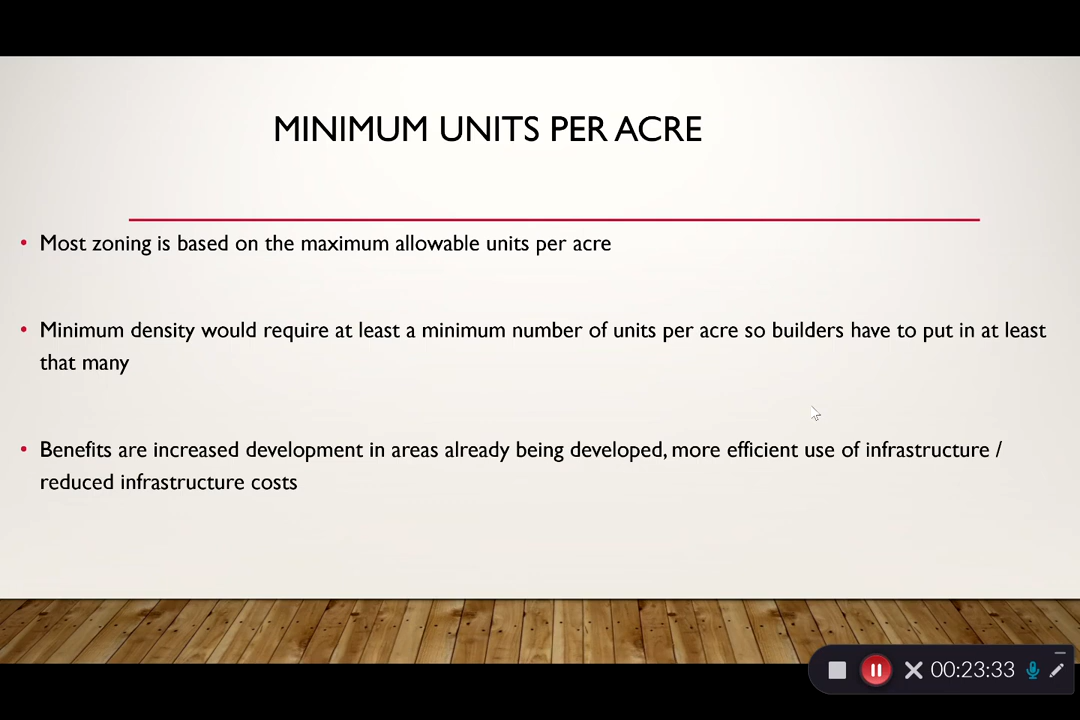 MINIMUM UNITS PER ACRE
• Most zoning is based on the maximum allowable units per acre
• Minimum density would require at least a minimum number of units per acre so builders have to put in at least
that many
• Benefits are increased development in areas already being developed, more efficient use of infrastructure /
reduced infrastructure costs
00:23:33